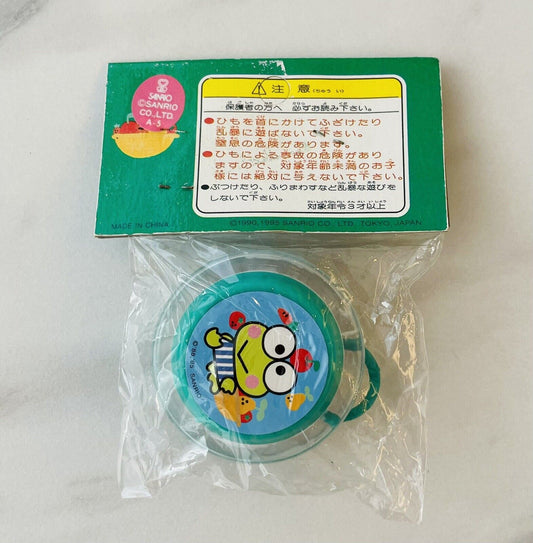 SANRIO
©SANRIO
CO.,LTD.
A-5
注意(ちゅうい)
保護者の方へ 必ずお読み下さい。
●ひもを首にかけてふざけたり
乱暴に遊ばないで下さい。
窒息の危険があります。
●ひもによる事故の危険があり
ますので、対象年齢未満のお子
様には絶対に与えないで下さい。
●ぶつけたり、ふりまわすなど乱暴な遊びを
しないで下さい。
対象年令3才以上
MADE IN CHINA
©1990,1995 SANRIO CO., LTD. TOKYO, JAPAN
©'88,'95 SANRIO